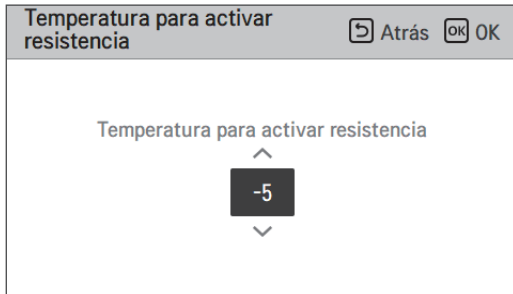 Temperatura para activar
resistencia
Atrás OK OK
Temperatura para activar resistencia
-5